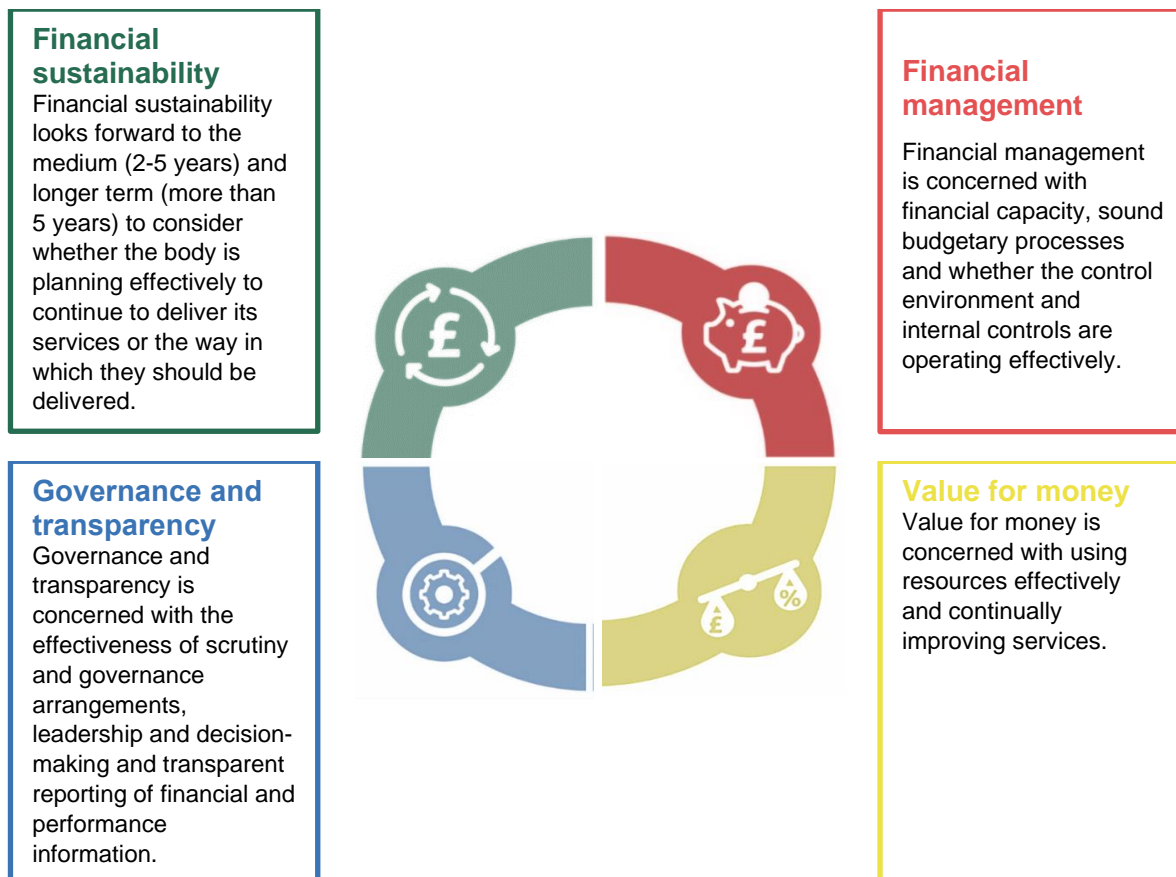 Financial
sustainability
Financial sustainability
looks forward to the
medium (2-5 years) and
longer term (more than
5 years) to consider
whether the body is
planning effectively to
continue to deliver its
services or the way in
which they should be
delivered.
Financial
management
Financial management
is concerned with
financial capacity, sound
budgetary processes
and whether the control
environment and
internal controls are
operating effectively.
£
£
Governance and
transparency
Governance and
transparency is
concerned with the
effectiveness of scrutiny
and governance
arrangements,
leadership and decision-
making and transparent
reporting of financial and
performance
information.
£
%
Value for money
Value for money is
concerned with using
resources effectively
and continually
improving services.